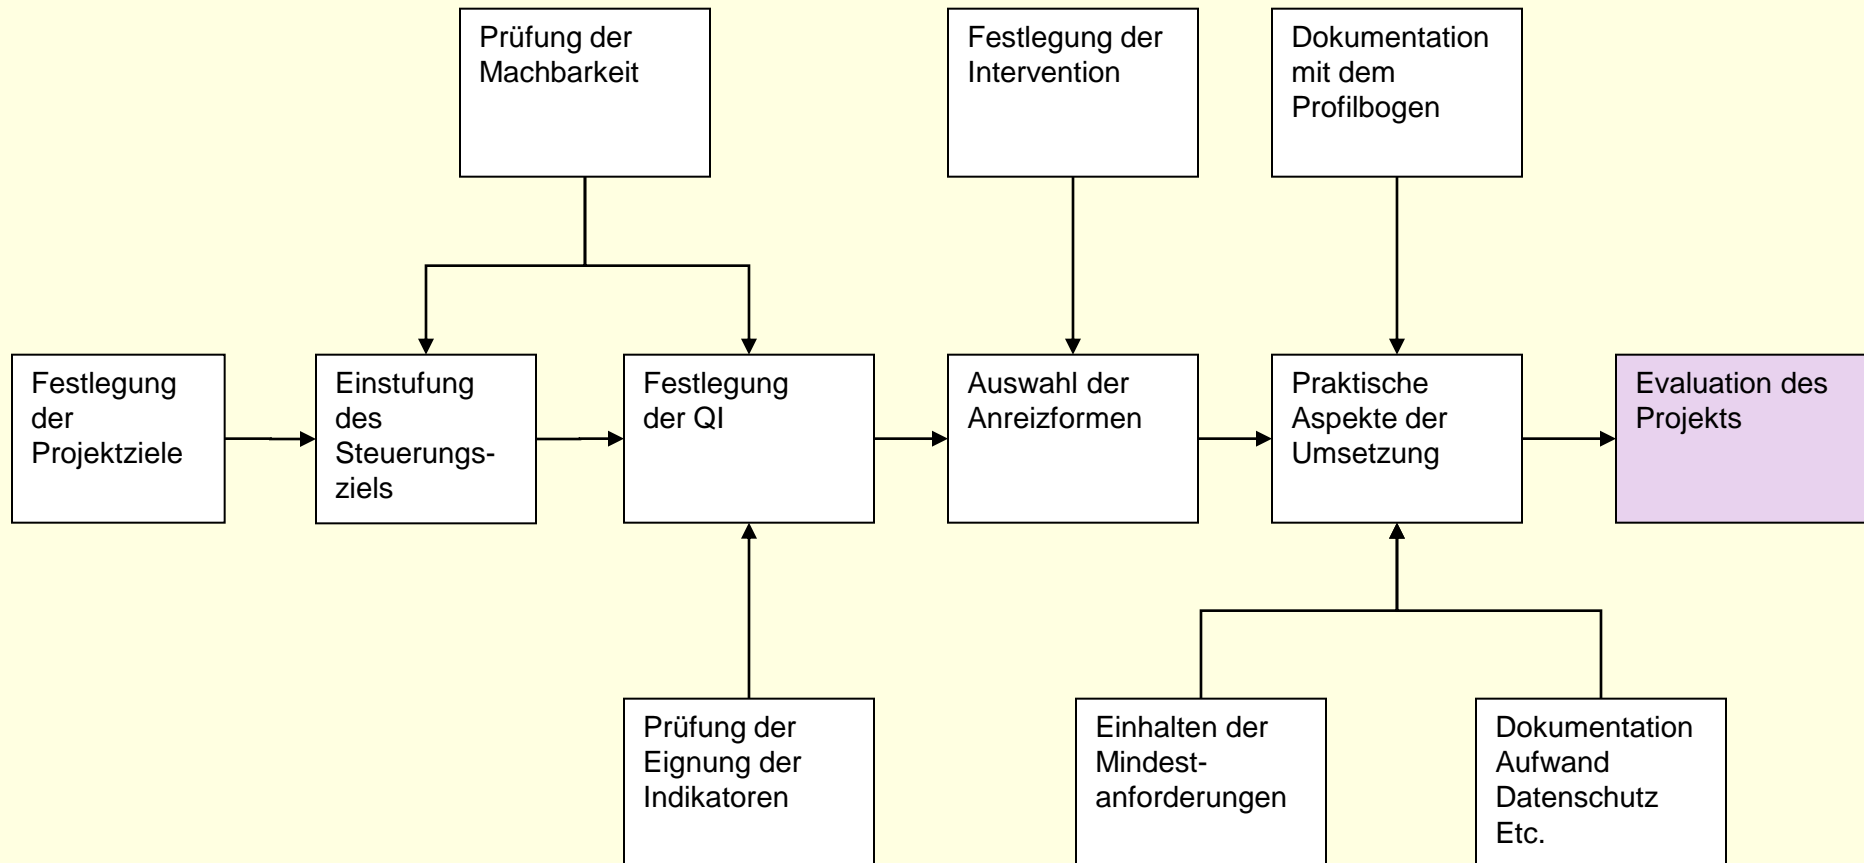 Prüfung der
Machbarkeit
Festlegung der
Intervention
Dokumentation
mit dem
Profilbogen
Festlegung
der
Projektziele
Einstufung
des
Steuerungs-
ziels
Festlegung
der QI
Auswahl der
Anreizformen
Praktische
Aspekte der
Umsetzung
Evaluation des
Projekts
Prüfung der
Eignung der
Indikatoren
Einhalten der
Mindest-
anforderungen
Dokumentation
Aufwand
Datenschutz
Etc.